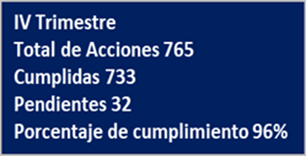 IV Trimestre
Total de Acciones 765
Cumplidas 733
Pendientes 32
Porcentaje de cumplimiento 96%